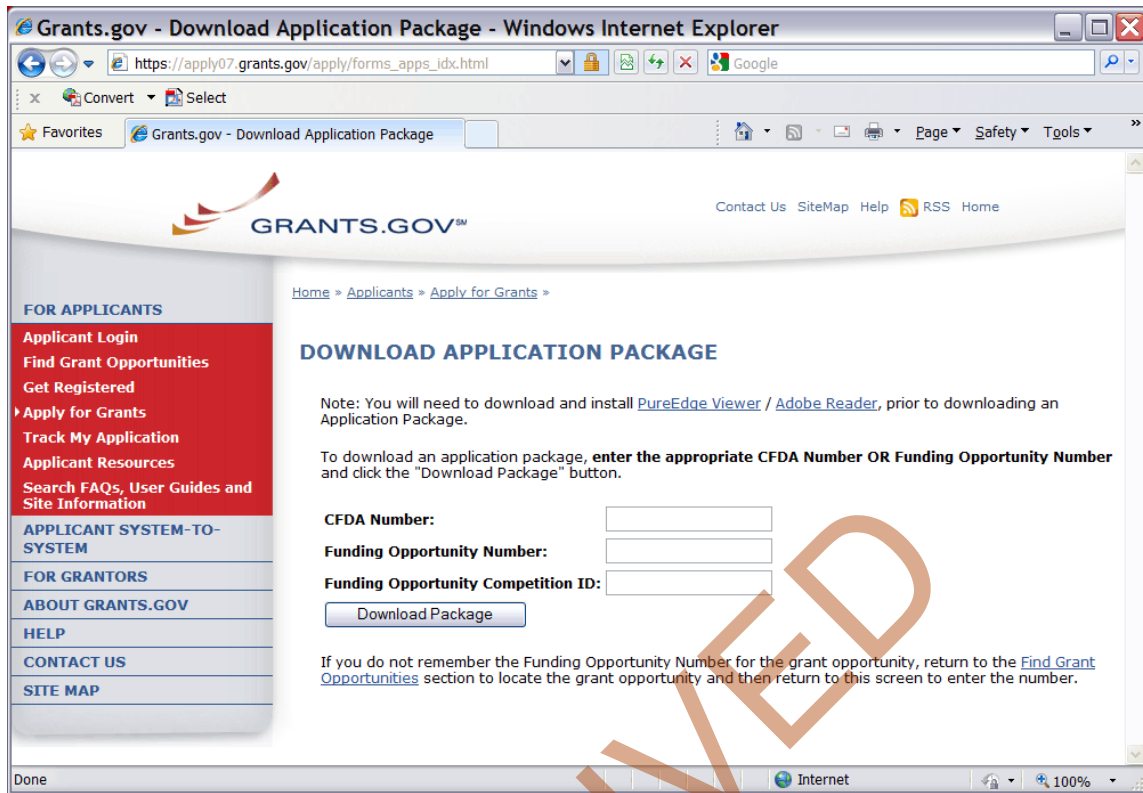 Grants.gov - Download Application Package - Windows Internet Explorer
https://apply07.grants.gov/apply/forms_apps_idx.html
Google
x Convert Select
Favorites
Grants.gov - Download Application Package
Page Safety Tools »
GRANTS.GOV℠
Contact Us SiteMap Help RSS Home
Home » Applicants » Apply for Grants »
FOR APPLICANTS
Applicant Login
Find Grant Opportunities
Get Registered
Apply for Grants
Track My Application
Applicant Resources
Search FAQs, User Guides and
Site Information
APPLICANT SYSTEM-TO-
SYSTEM
FOR GRANTORS
ABOUT GRANTS.GOV
HELP
CONTACT US
SITE MAP
DOWNLOAD APPLICATION PACKAGE
Note: You will need to download and install PureEdge Viewer / Adobe Reader, prior to downloading an
Application Package.
To download an application package, enter the appropriate CFDA Number OR Funding Opportunity Number
and click the "Download Package" button.
CFDA Number:
Funding Opportunity Number:
Funding Opportunity Competition ID:
Download Package
If you do not remember the Funding Opportunity Number for the grant opportunity, return to the Find Grant
Opportunities section to locate the grant opportunity and then return to this screen to enter the number.
VED
Done
Internet
100%